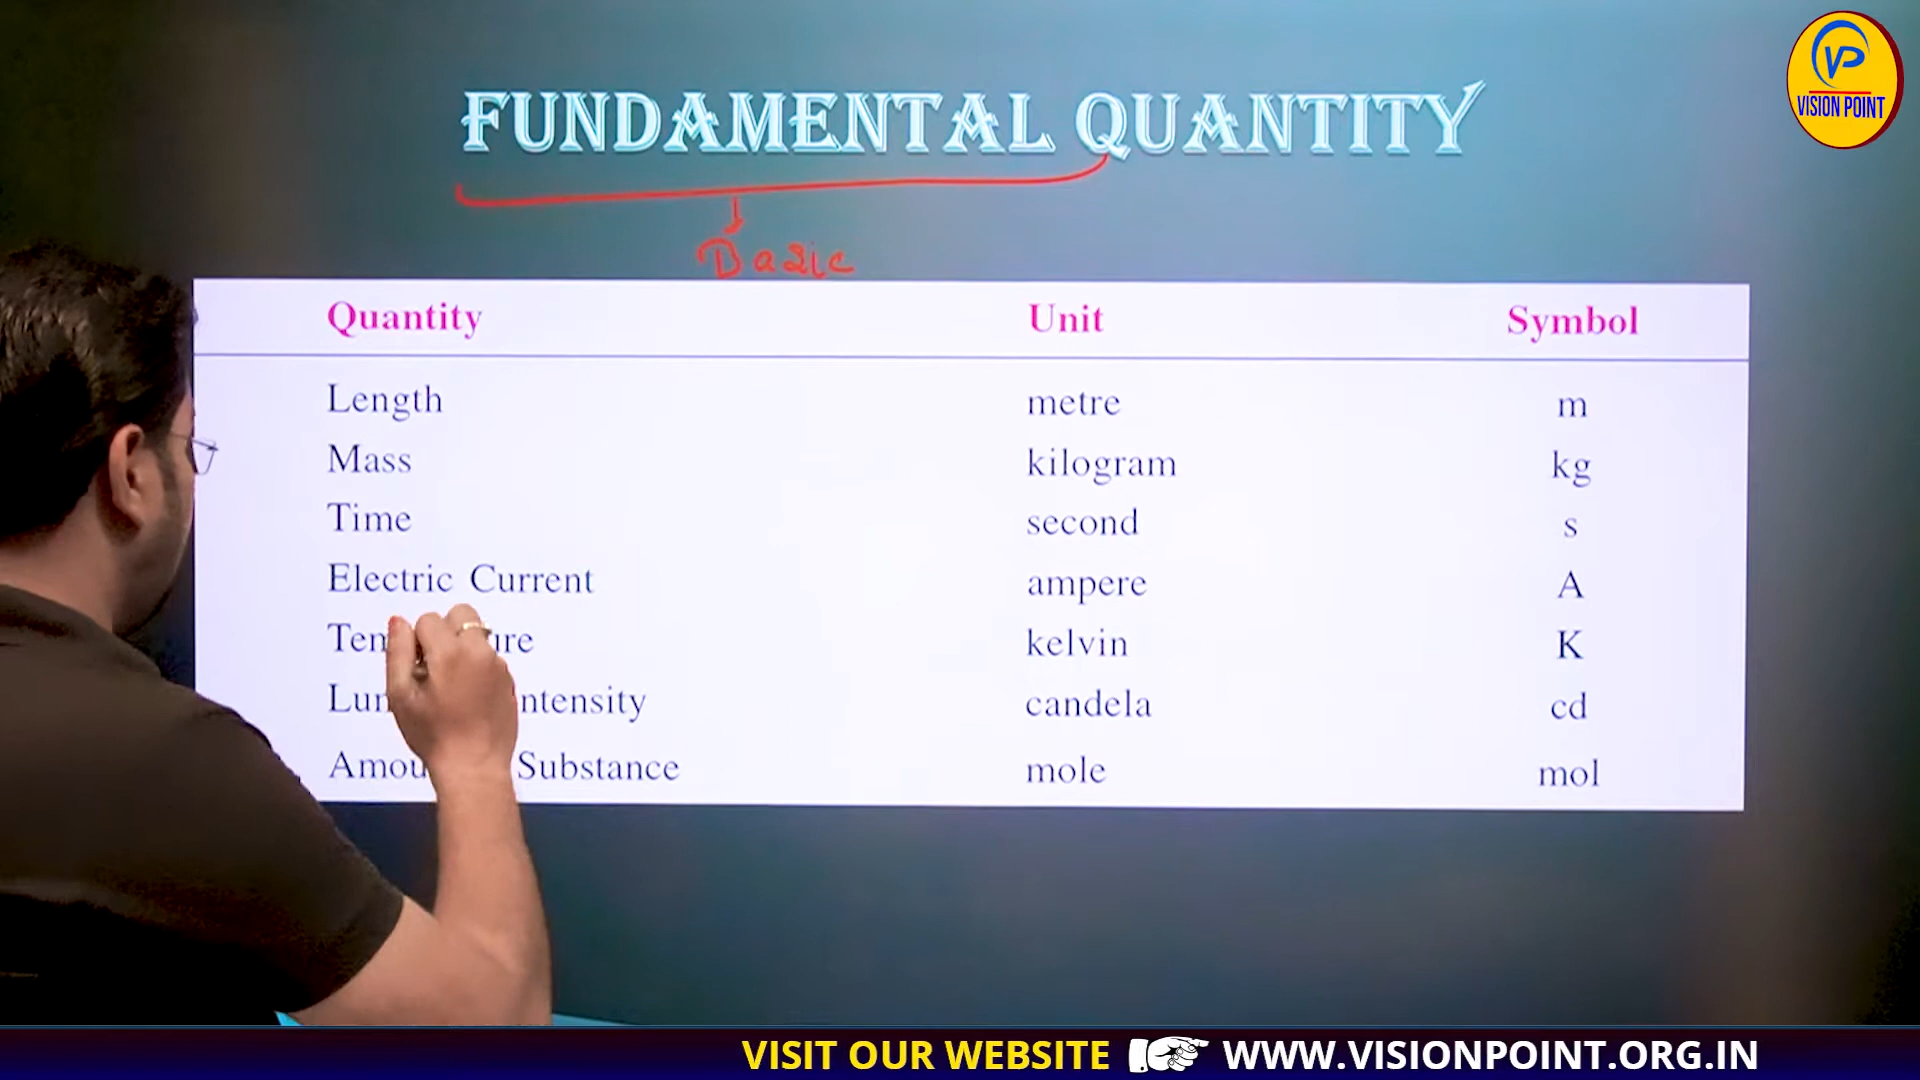 FUNDAMENTAL QUANTITY
VP
VISION POINT
Basic
Quantity Unit Symbol
Length metre m
Mass kilogram kg
Time second s
Electric Current ampere A
kelvin K
candela cd
Substance mole mol
VISIT OUR WEBSITE WWW.VISIONPOINT.ORG.IN